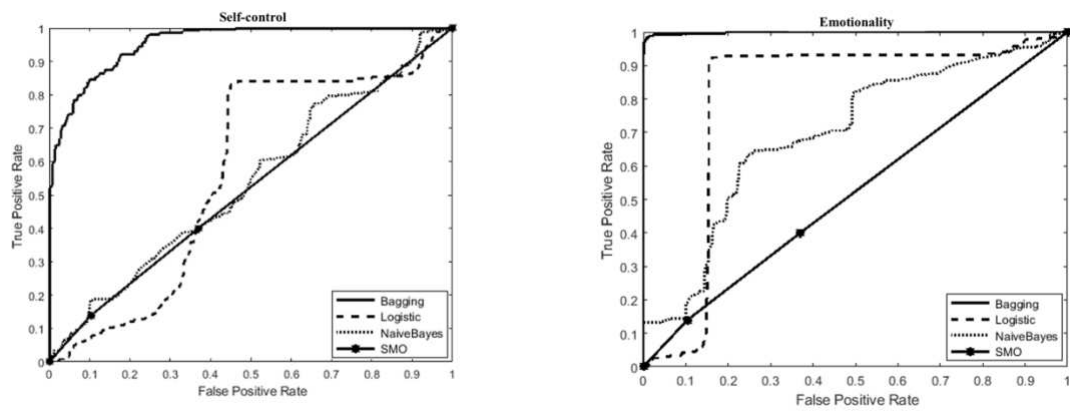 Self-control
True Positive Rate
1
0.9
0.8
0.7
0.6
0.5
0.4
0.3
0.2
0.1
0
0 0.1 0.2 0.3 0.4 0.5 0.6 0.7 0.8 0.9 1
False Positive Rate
Bagging
Logistic
NaiveBayes
SMO
Emotionality
True Positive Rate
1
0.9
0.8
0.7
0.6
0.5
0.4
0.3
0.2
0.1
0
0 0.1 0.2 0.3 0.4 0.5 0.6 0.7 0.8 0.9 1
False Positive Rate
Bagging
Logistic
NaiveBayes
SMO